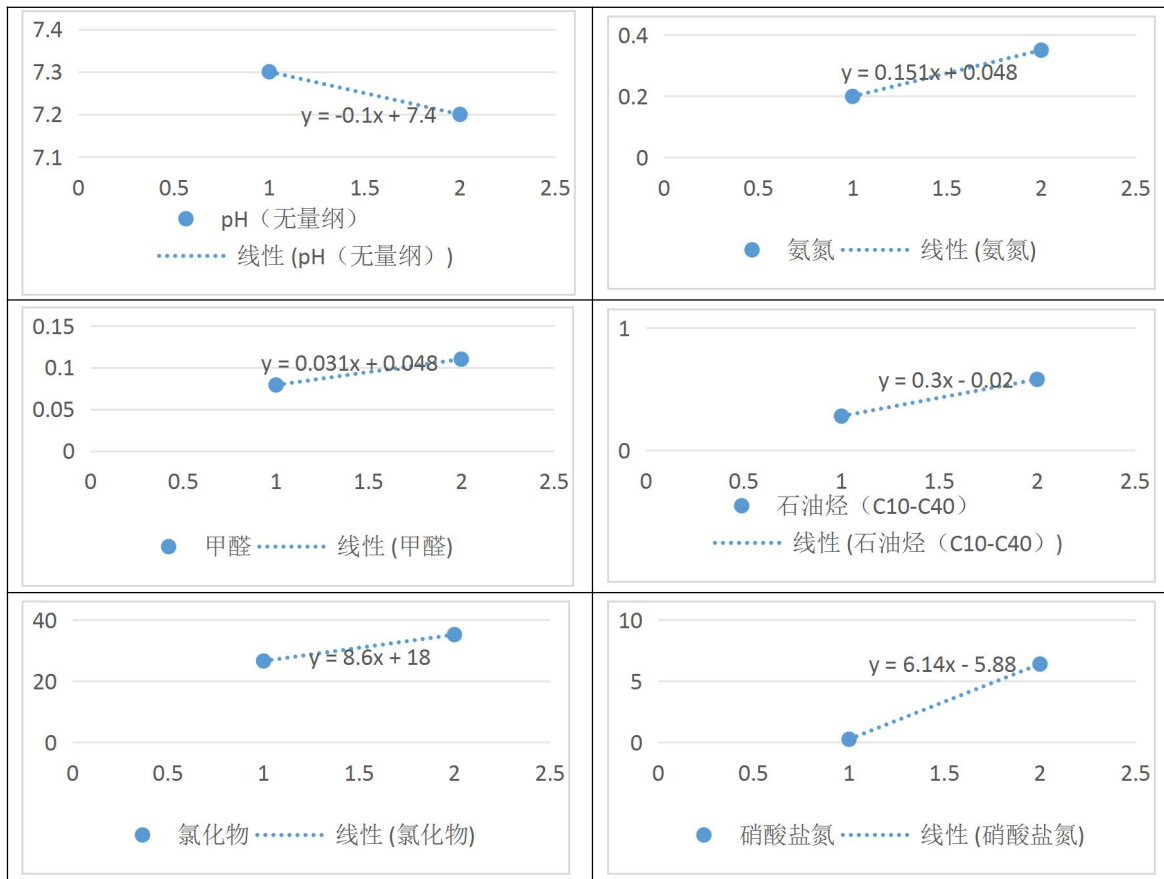 7.4
7.3
7.2
7.1
y = -0.1x + 7.4
0 0.5 1 1.5 2 2.5
pH（无量纲）
线性 (pH（无量纲）)
0.4
0.2
0
y = 0.151x + 0.048
0 0.5 1 1.5 2 2.5
氨氮 线性 (氨氮)
0.15
0.1
0.05
0
y = 0.031x + 0.048
0 0.5 1 1.5 2 2.5
甲醛 线性 (甲醛)
1
0
y = 0.3x - 0.02
0 0.5 1 1.5 2 2.5
石油烃（C10-C40）
线性 (石油烃（C10-C40）)
40
20
0
y = 8.6x + 18
0 0.5 1 1.5 2 2.5
氯化物 线性 (氯化物)
10
5
0
y = 6.14x - 5.88
0 0.5 1 1.5 2 2.5
硝酸盐氮 线性 (硝酸盐氮)